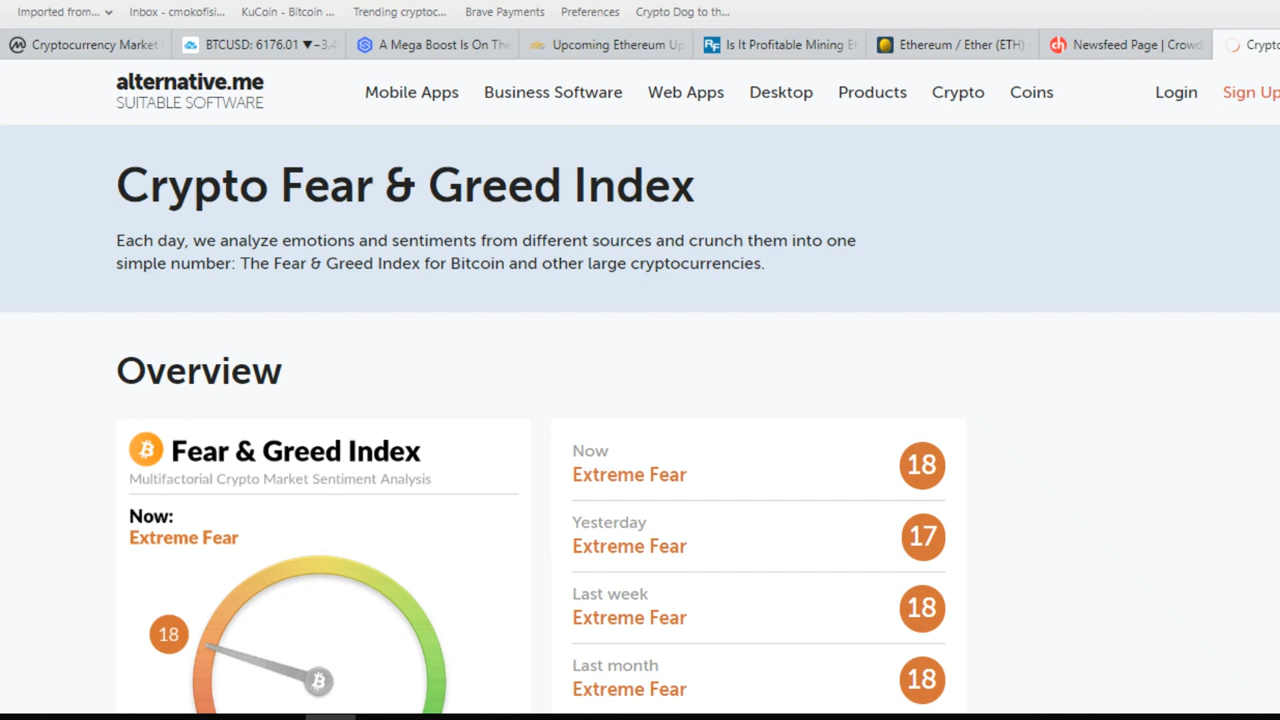 Imported from... Inbox - cmokofisi... KuCoin - Bitcoin ... Trending cryptoc... Brave Payments Preferences Crypto Dog to th...
Cryptocurrency Market BTCUSD: 6176.01 ▼−3.4 A Mega Boost Is On The Upcoming Ethereum Up Is It Profitable Mining Et Ethereum / Ether (ETH) Newsfeed Page | Crowd Crypto
alternative.me
SUITABLE SOFTWARE
Mobile Apps Business Software Web Apps Desktop Products Crypto Coins Login Sign Up
Crypto Fear & Greed Index
Each day, we analyze emotions and sentiments from different sources and crunch them into one
simple number: The Fear & Greed Index for Bitcoin and other large cryptocurrencies.
Overview
Fear & Greed Index
Multifactorial Crypto Market Sentiment Analysis
Now:
Extreme Fear
18
Now
Extreme Fear 18
Yesterday
Extreme Fear 17
Last week
Extreme Fear 18
Last month
Extreme Fear 18